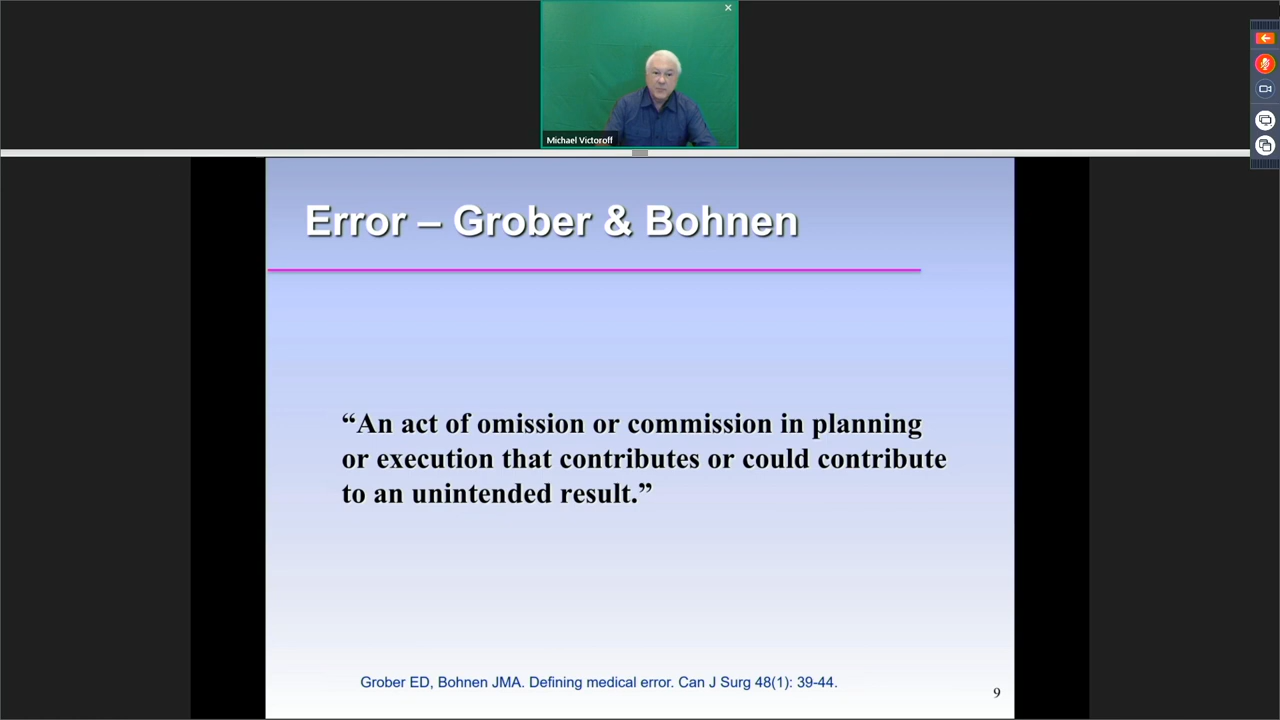 Michael Victoroff
Error – Grober & Bohnen
“An act of omission or commission in planning
or execution that contributes or could contribute
to an unintended result.”
Grober ED, Bohnen JMA. Defining medical error. Can J Surg 48(1): 39-44.
9